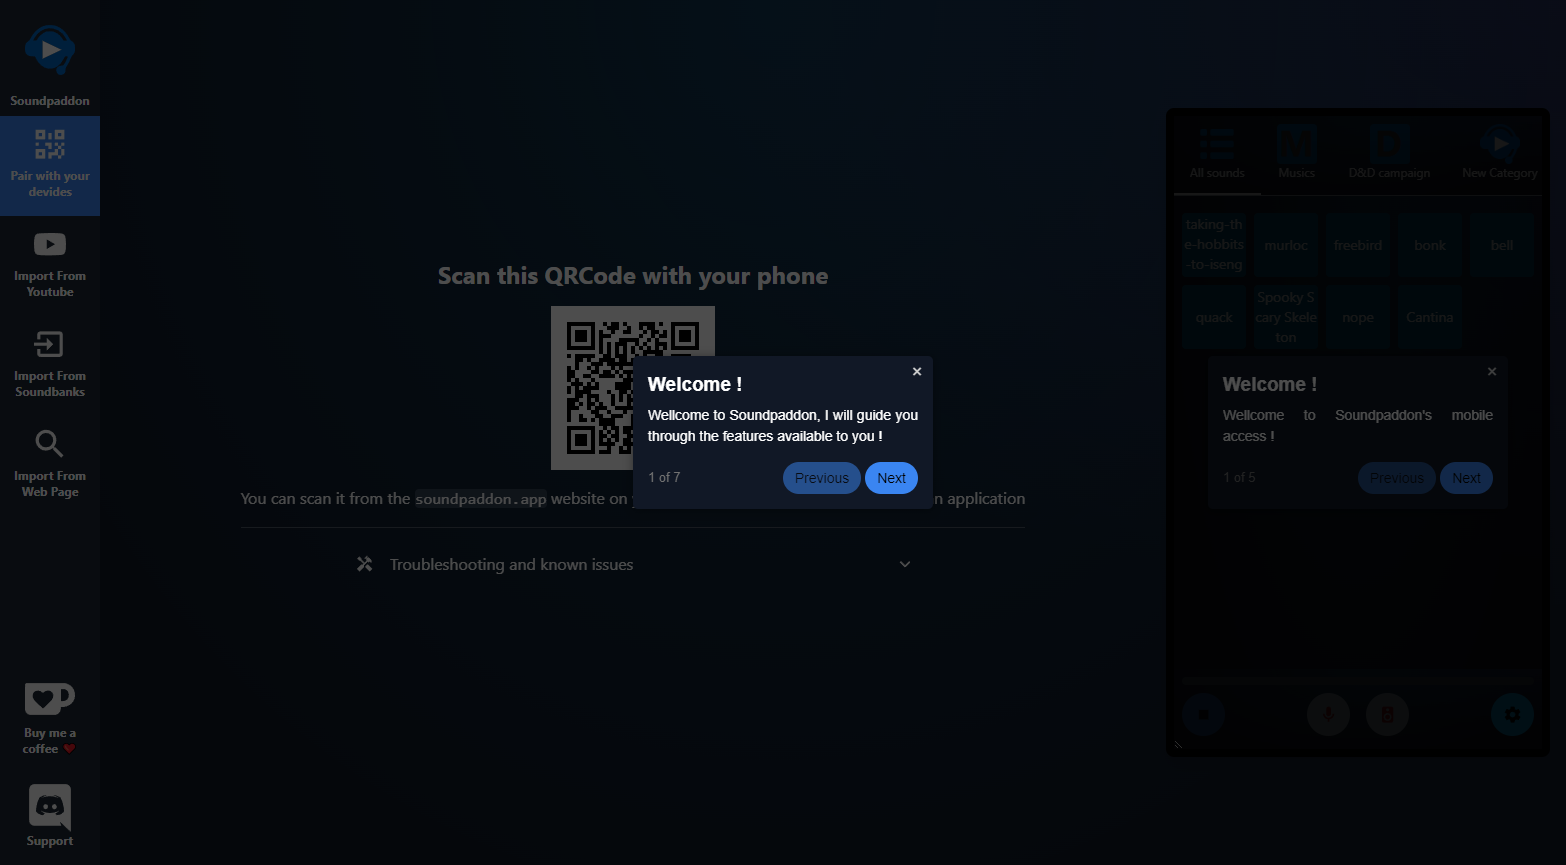 Soundpaddon
Pair with your
devides
Import From
Youtube
Import From
Soundbanks
Import From
Web Page
Buy me a
coffee
Support
Scan this QRCode with your phone
Welcome !
×
Wellcome to Soundpaddon, I will guide you
through the features available to you !
1 of 7
Previous
Next
You can scan it from the soundpaddon.app website on
n application
Troubleshooting and known issues
All sounds
Musics
D&D campaign
New Category
taking-th
e-hobbits
-to-iseng
murloc
freebird
bonk
bell
quack
Spooky S
cary Skele
ton
nope
Cantina
Welcome !
×
Wellcome to Soundpaddon's mobile
access !
1 of 5
Previous
Next